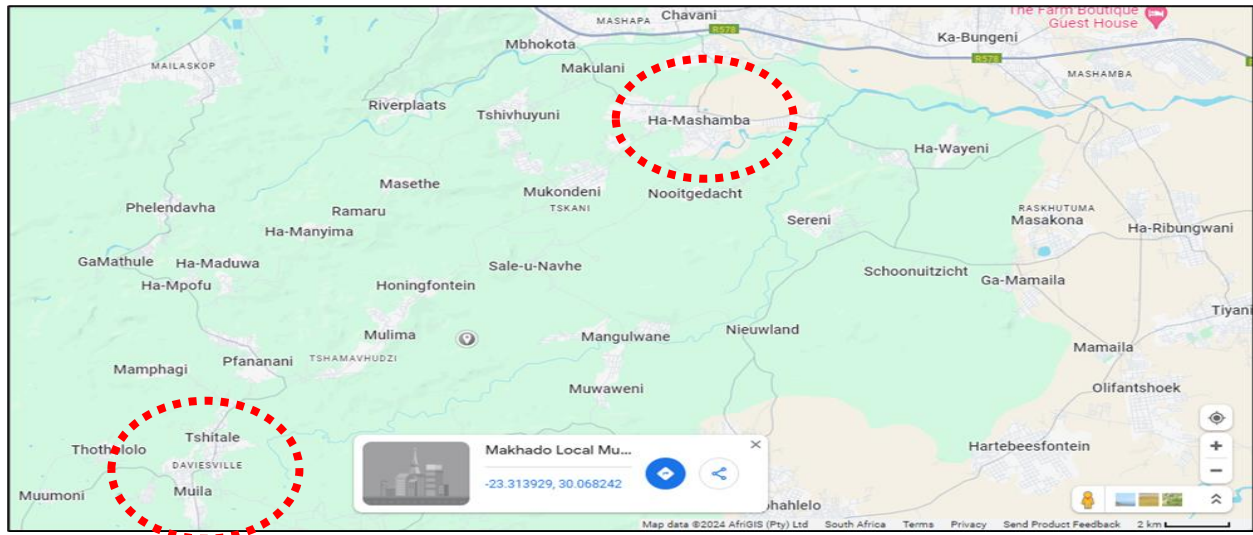 The Farm Boutique
Guest House
MASHAPA
Chavani
R578
Ka-Bungeni
Mbhokota
R578
MAILASKOP
Makulani
MASHAMBA
Riverplaats
Tshivhuyuni
Ha-Mashamba
Ha-Wayeni
Masethe
Mukondeni
TSKANI
Nooitgedacht
Phelendavha
Ramaru
Sereni
RASKHUTUMA
Masakona
Ha-Ribungwani
Ha-Manyima
GaMathule
Ha-Maduwa
Sale-u-Navhe
Schoonuitzicht
Ga-Mamaila
Ha-Mpofu
Honingfontein
Tiyani
Mulima
Mangulwane
Nieuwland
TSHAMAVHUDZI
Pfananani
Mamaila
Mamphagi
Muwaweni
Olifantshoek
Tshitale
Thothololo
DAVIESVILLE
Hartebeesfontein
Muila
Muumoni
Makhado Local Mu...
-23.313929, 30.068242
hahlelo
Map data ©2024 AfriGIS (Pty) Ltd South Africa Terms Privacy Send Product Feedback 2 km